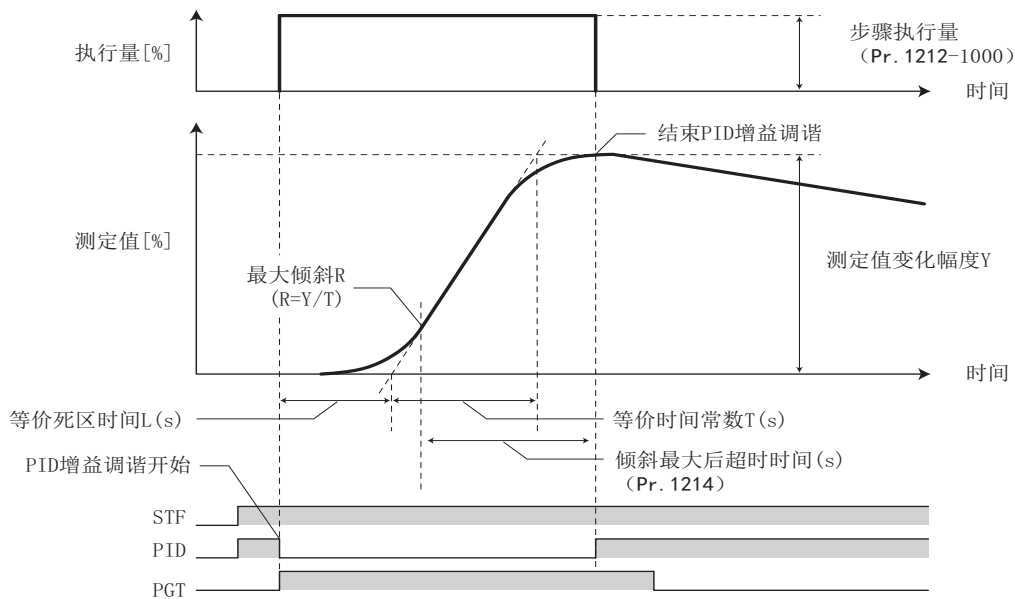 执行量[%]
步骤执行量
（Pr. 1212-1000）
时间
结束PID增益调谐
测定值[%]
最大倾斜R
(R=Y/T)
测定值变化幅度Y
时间
等价死区时间L(s)
等价时间常数T(s)
PID增益调谐开始
倾斜最大后超时时间(s)
（Pr. 1214）
STF
PID
PGT